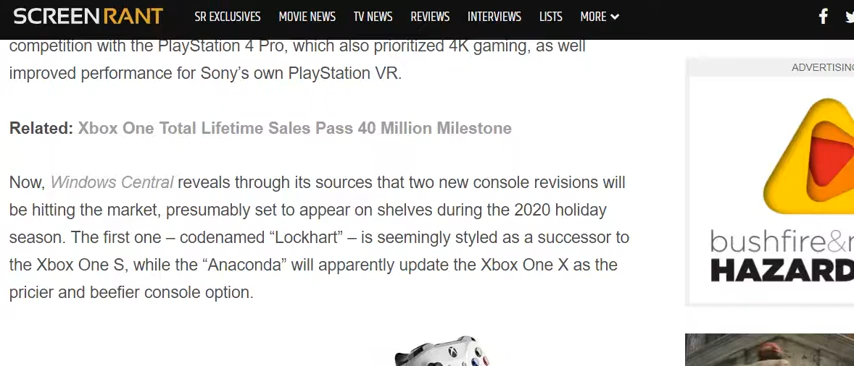 SCREENRANT SR EXCLUSIVES MOVIE NEWS TV NEWS REVIEWS INTERVIEWS LISTS MORE
competition with the PlayStation 4 Pro, which also prioritized 4K gaming, as well
improved performance for Sony’s own PlayStation VR.
ADVERTISING
Related: Xbox One Total Lifetime Sales Pass 40 Million Milestone
Now, Windows Central reveals through its sources that two new console revisions will
be hitting the market, presumably set to appear on shelves during the 2020 holiday
season. The first one – codenamed “Lockhart” – is seemingly styled as a successor to
the Xbox One S, while the “Anaconda” will apparently update the Xbox One X as the
pricier and beefier console option.
bushfire&
HAZARD